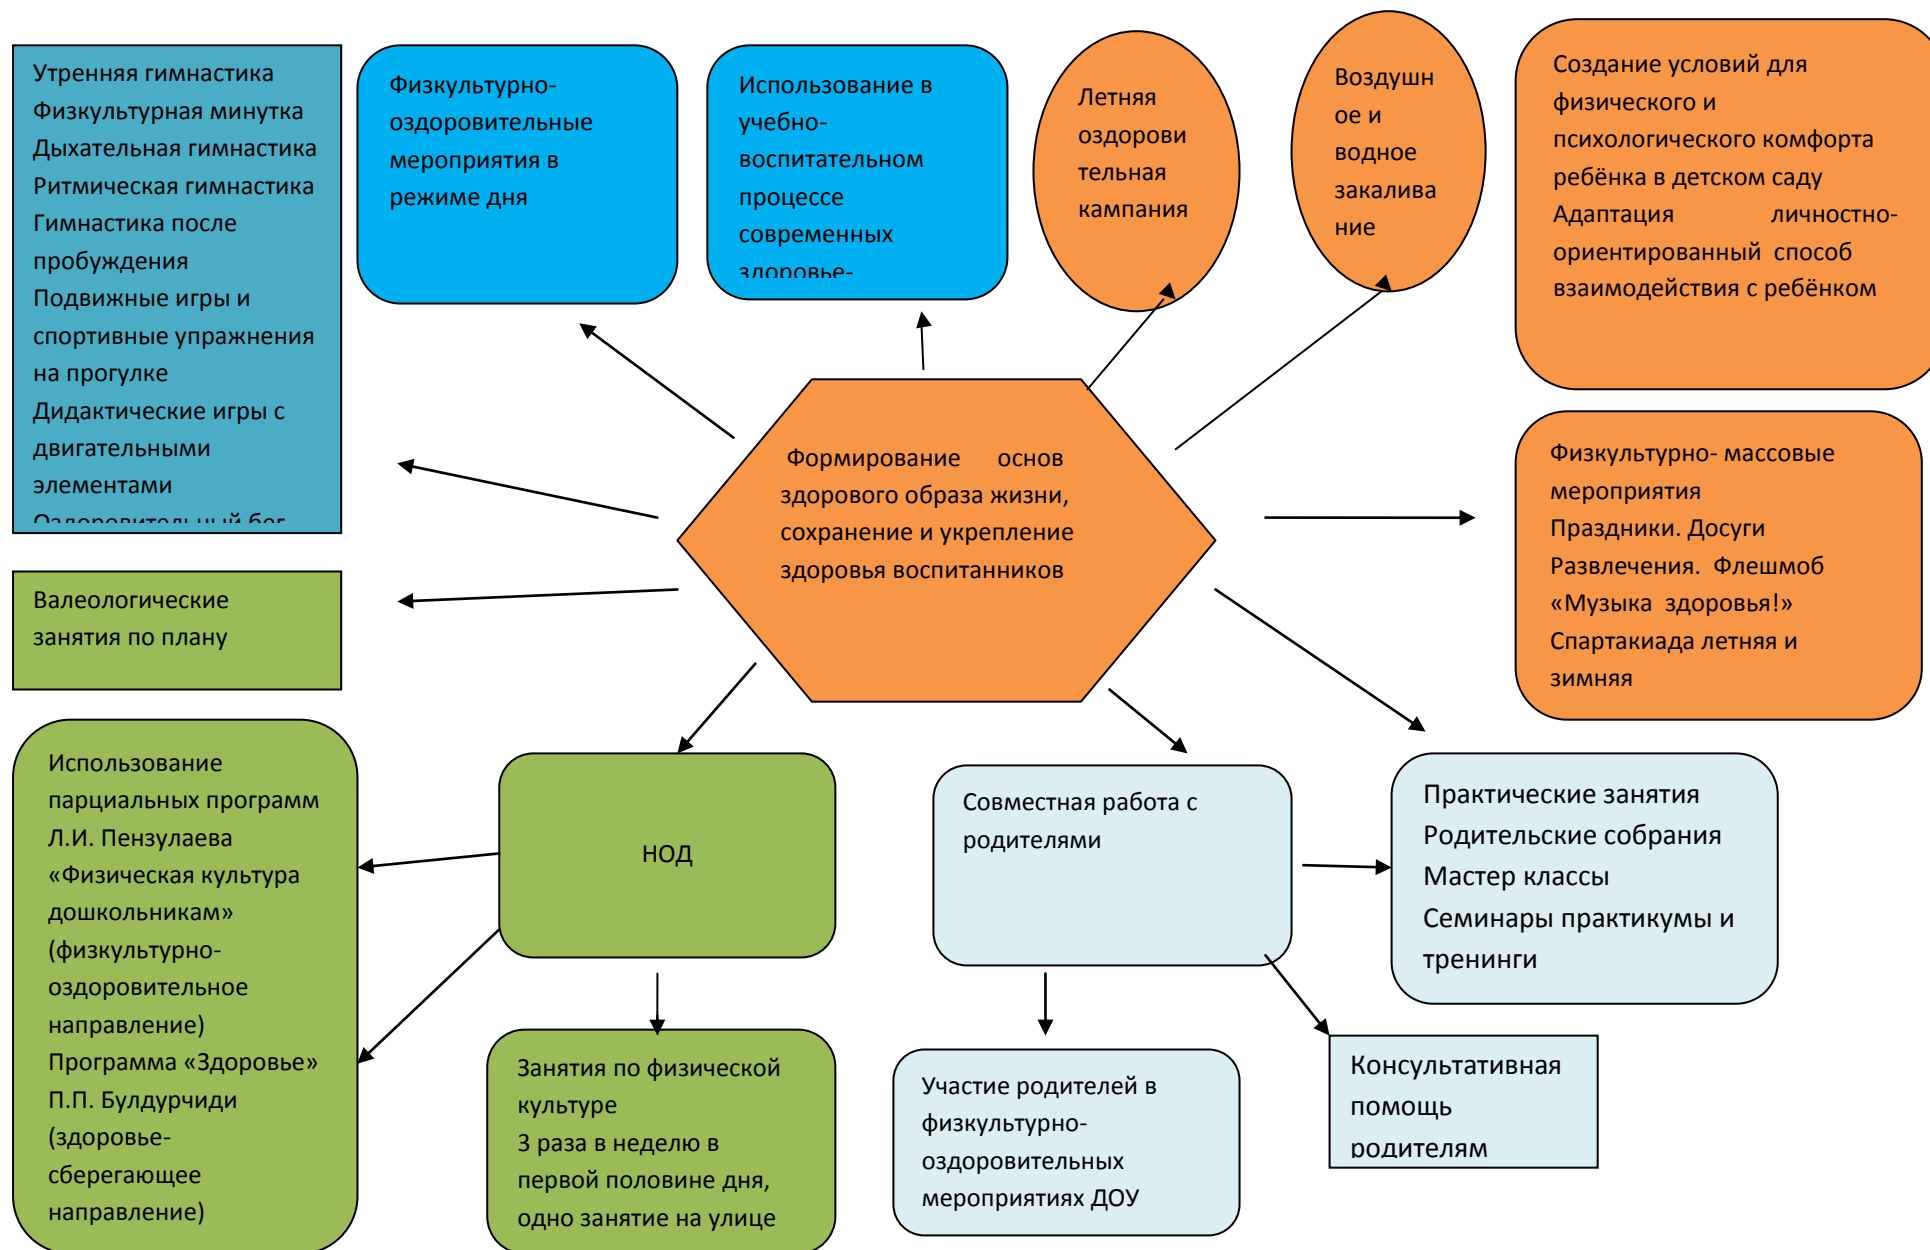 Утренняя гимнастика
Физкультурная минутка
Дыхательная гимнастика
Ритмическая гимнастика
Гимнастика после
пробуждения
Подвижные игры и
спортивные упражнения
на прогулке
Дидактические игры с
двигательными
элементами
Оздоровительный бег
Физкультурно-
оздоровительные
мероприятия в
режиме дня
Использование в
учебно-
воспитательном
процессе
современных
здоровье-
Летняя
оздорови
тельная
кампания
Воздушн
ое и
водное
закалива
ние
Создание условий для
физического и
психологического комфорта
ребёнка в детском саду
Адаптация личностно-
ориентированный способ
взаимодействия с ребёнком
Формирование основ
здорового образа жизни,
сохранение и укрепление
здоровья воспитанников
Физкультурно- массовые
мероприятия
Праздники. Досуги
Развлечения. Флешмоб
«Музыка здоровья!»
Спартакиада летняя и
зимняя
Валеологические
занятия по плану
Использование
парциальных программ
Л.И. Пензулаева
«Физическая культура
дошкольникам»
(физкультурно-
оздоровительное
направление)
Программа «Здоровье»
П.П. Булдурчиди
(здоровье-
сберегающее
направление)
НОД
Совместная работа с
родителями
Практические занятия
Родительские собрания
Мастер классы
Семинары практикумы и
тренинги
Занятия по физической
культуре
3 раза в неделю в
первой половине дня,
одно занятие на улице
Участие родителей в
физкультурно-
оздоровительных
мероприятиях ДОУ
Консультативная
помощь
родителям